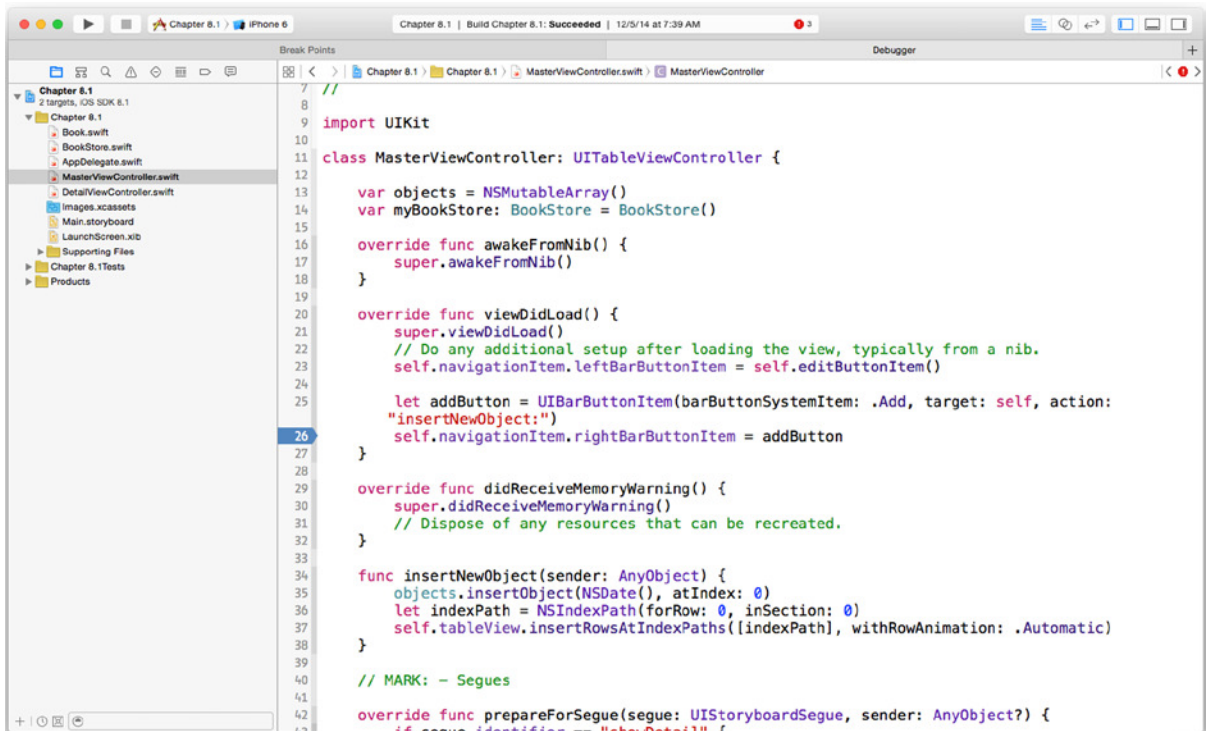 Chapter 8.1 › iPhone 6
Chapter 8.1 | Build Chapter 8.1: Succeeded | 12/5/14 at 7:39 AM
3
Break Points
Debugger
Chapter 8.1 › Chapter 8.1 › MasterViewController.swift › MasterViewController
Chapter 8.1
2 targets, iOS SDK 8.1
Chapter 8.1
Book.swift
BookStore.swift
AppDelegate.swift
MasterViewController.swift
DetailViewController.swift
Images.xcassets
Main.storyboard
LaunchScreen.xib
Supporting Files
Chapter 8.1Tests
Products
7 //
8
9 import UIKit
10
11 class MasterViewController: UITableViewController {
12
13 var objects = NSMutableArray()
14 var myBookStore: BookStore = BookStore()
15
16 override func awakeFromNib() {
17 super.awakeFromNib()
18 }
19
20 override func viewDidLoad() {
21 super.viewDidLoad()
22 // Do any additional setup after loading the view, typically from a nib.
23 self.navigationItem.leftBarButtonItem = self.editButtonItem()
24
25 let addButton = UIBarButtonItem(barButtonSystemItem: .Add, target: self, action:
"insertNewObject:")
26 self.navigationItem.rightBarButtonItem = addButton
27 }
28
29 override func didReceiveMemoryWarning() {
30 super.didReceiveMemoryWarning()
31 // Dispose of any resources that can be recreated.
32 }
33
34 func insertNewObject(sender: AnyObject) {
35 objects.insertObject(NSDate(), atIndex: 0)
36 let indexPath = NSIndexPath(forRow: 0, inSection: 0)
37 self.tableView.insertRowsAtIndexPaths([indexPath], withRowAnimation: .Automatic)
38 }
39
40 // MARK: - Segues
41
42 override func prepareForSegue(segue: UIStoryboardSegue, sender: AnyObject?) {
43 if segue.identifier == "showDetail" {